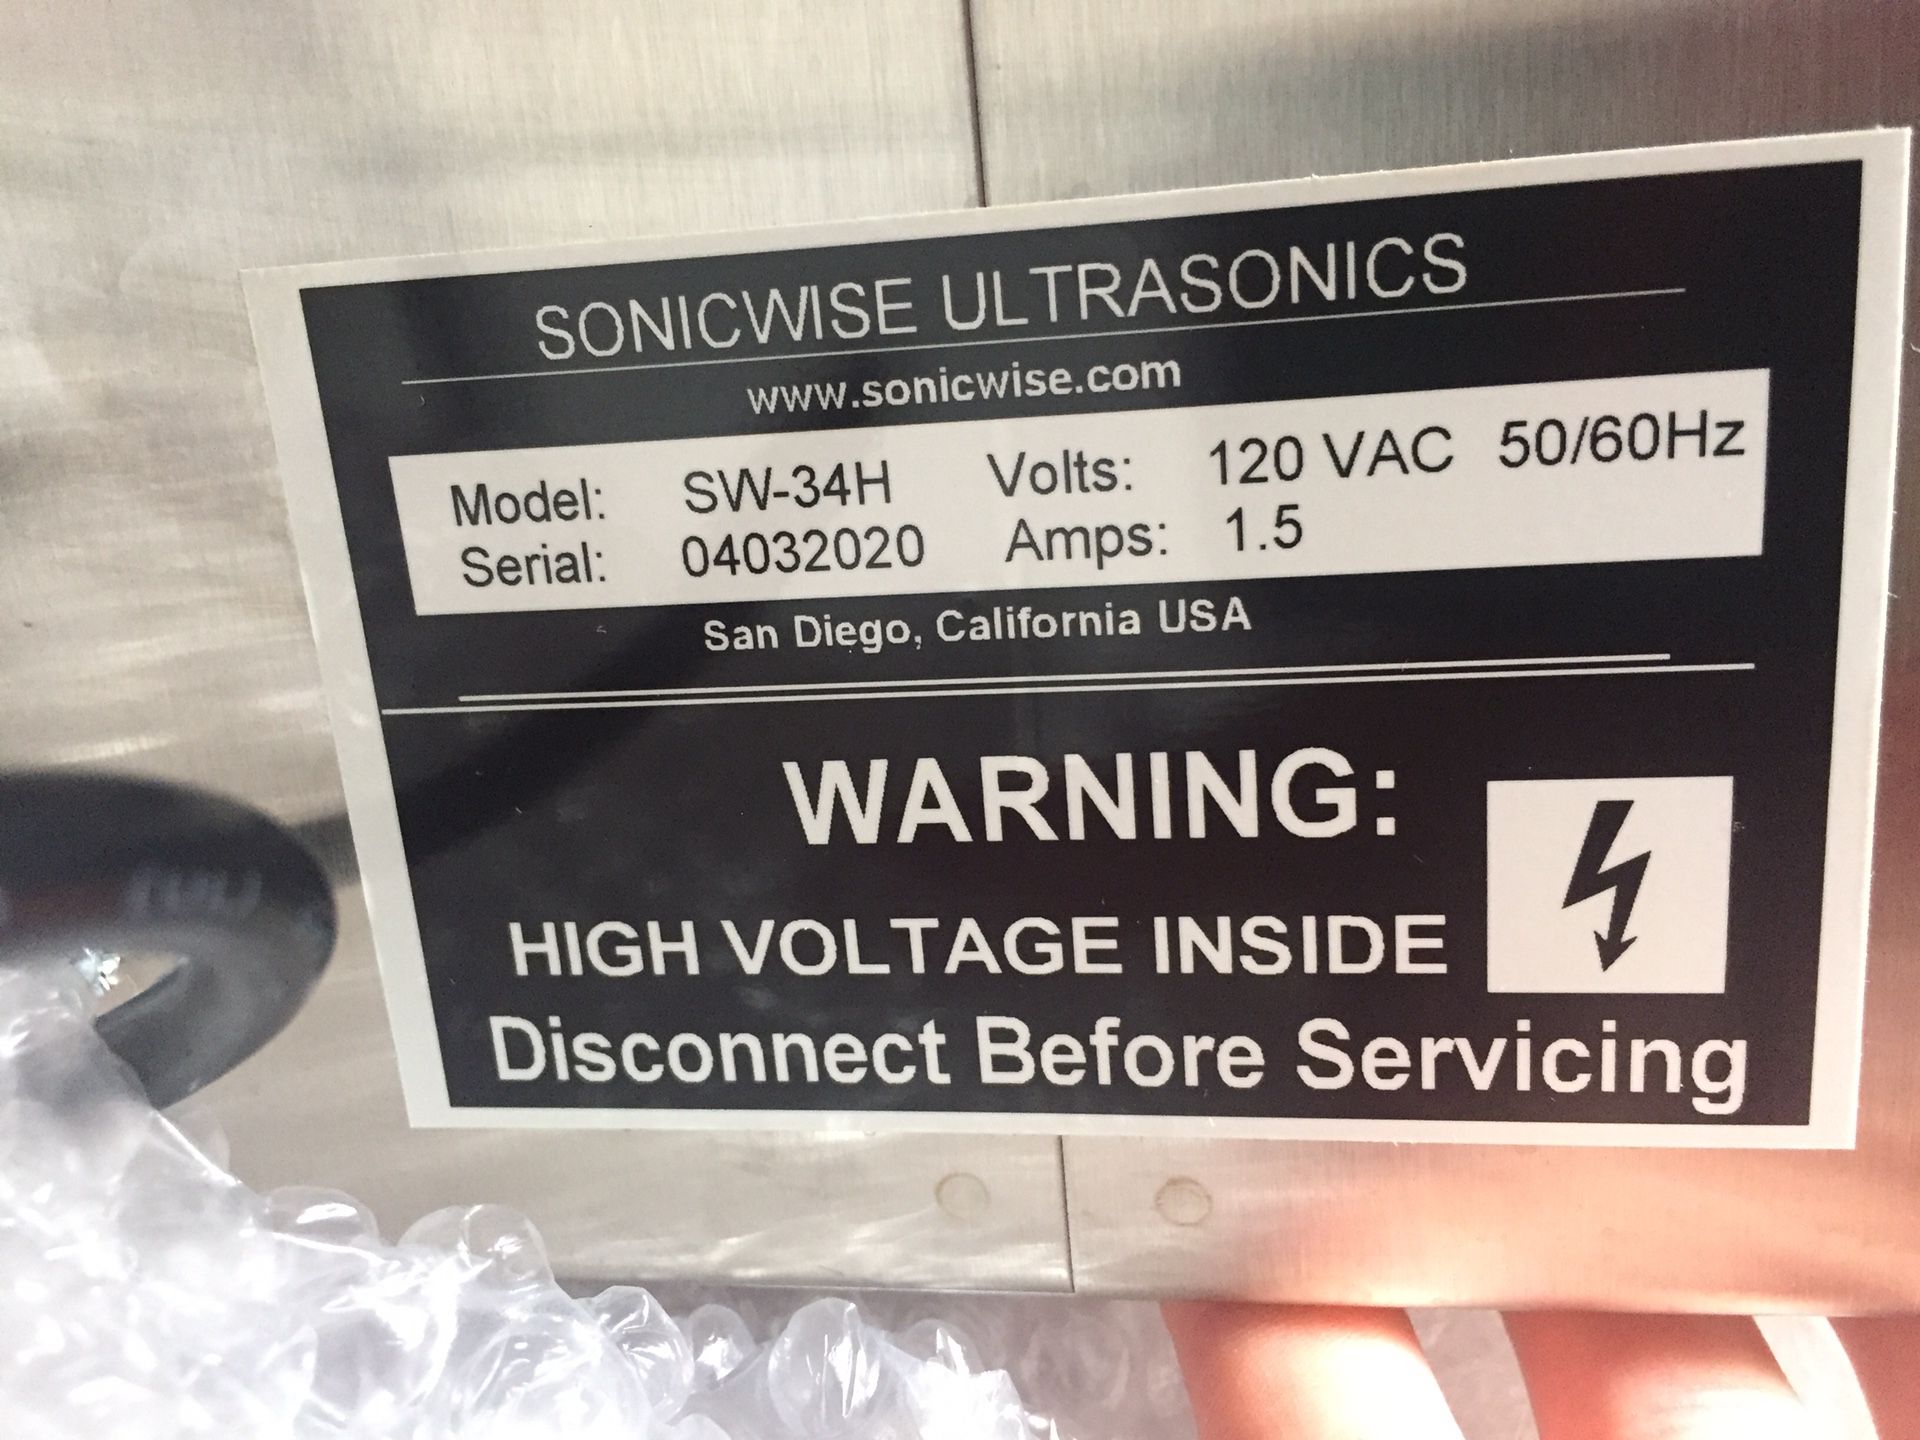 SONICWISE ULTRASONICS
www.sonicwise.com
Model: SW-34H Volts: 120 VAC 50/60Hz
Serial: 04032020 Amps: 1.5
San Diego, California USA
WARNING:
HIGH VOLTAGE INSIDE
Disconnect Before Servicing